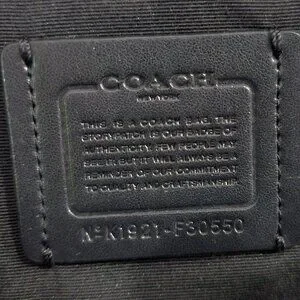 COACH
NEW YORK
THIS IS A COACH BAG. THE
STORYPATCH IS OUR BADGE OF
AUTHENTICITY. FEW PEOPLE MAY
SEE IT, BUT IT WILL ALWAYS BE A
REMINDER OF OUR COMMITMENT
TO QUALITY AND CRAFTSMANSHIP.
Nº K1921-F30550